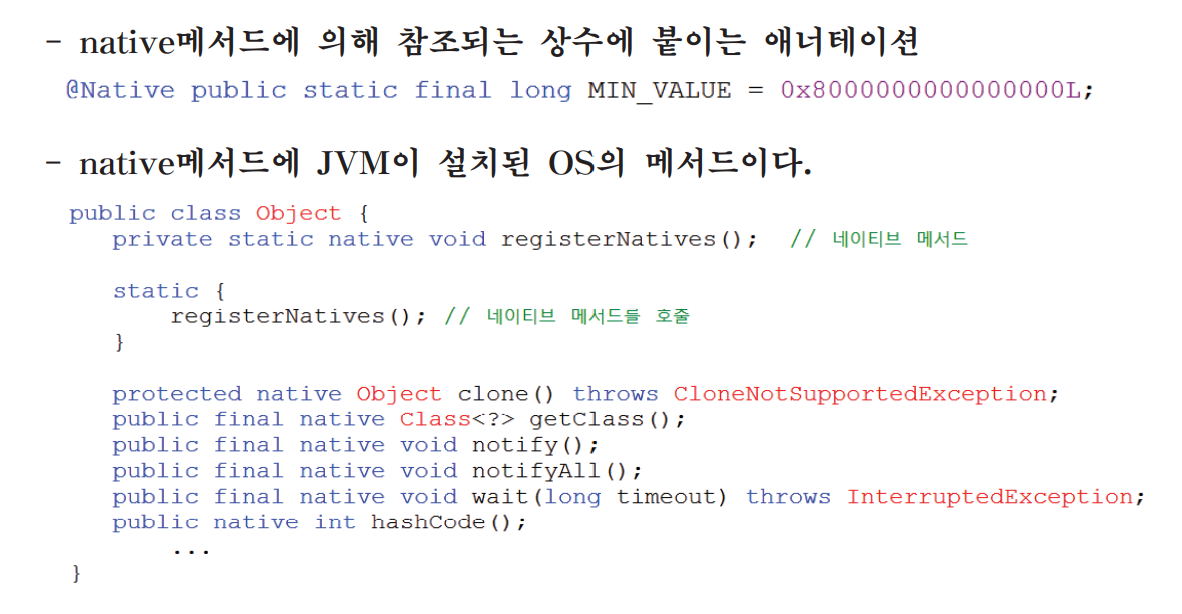 - native메서드에 의해 참조되는 상수에 붙이는 애너테이션
@Native public static final long MIN_VALUE = 0x8000000000000000L;
- native메서드에 JVM이 설치된 OS의 메서드이다.
public class Object {
private static native void registerNatives(); // 네이티브 메서드
static {
registerNatives(); // 네이티브 메서드를 호출
}
protected native Object clone() throws CloneNotSupportedException;
public final native Class<?> getClass();
public final native void notify();
public final native void notifyAll();
public final native void wait(long timeout) throws InterruptedException;
public native int hashCode();
...
}